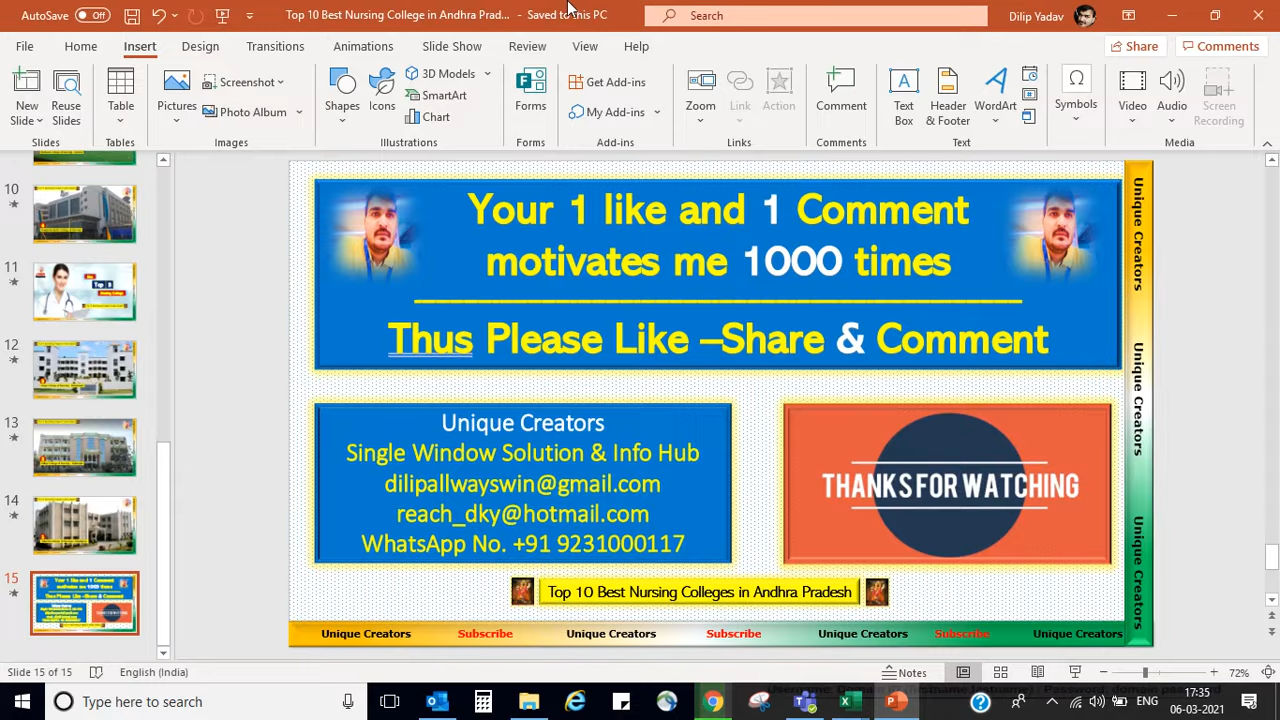 AutoSave Off Top 10 Best Nursing College in Andhra Prad... - Saved to this PC Search Dilip Yadav
File Home Insert Design Transitions Animations Slide Show Review View Help Share Comments
New Slide Reuse Slides Table Pictures Screenshot Photo Album Shapes Icons 3D Models SmartArt Chart Forms Get Add-ins My Add-ins Zoom Link Action Comment Text Box Header & Footer WordArt Symbols Video Audio Screen Recording
Slides Tables Images Illustrations Forms Add-ins Links Comments Text Media
10
11
12
13
14
15
Your 1 like and 1 Comment
motivates me 1000 times
Thus Please Like –Share & Comment
Unique Creators
Single Window Solution & Info Hub
dilipallwayswin@gmail.com
reach_dky@hotmail.com
WhatsApp No. +91 9231000117
THANKS FOR WATCHING
Top 10 Best Nursing Colleges in Andhra Pradesh
Unique Creators Subscribe Unique Creators Subscribe Unique Creators Subscribe Unique Creators
Unique Creators Unique Creators Unique Creators
Slide 15 of 15 English (India) Notes 72%
Type here to search ENG 17:35
06-03-2021